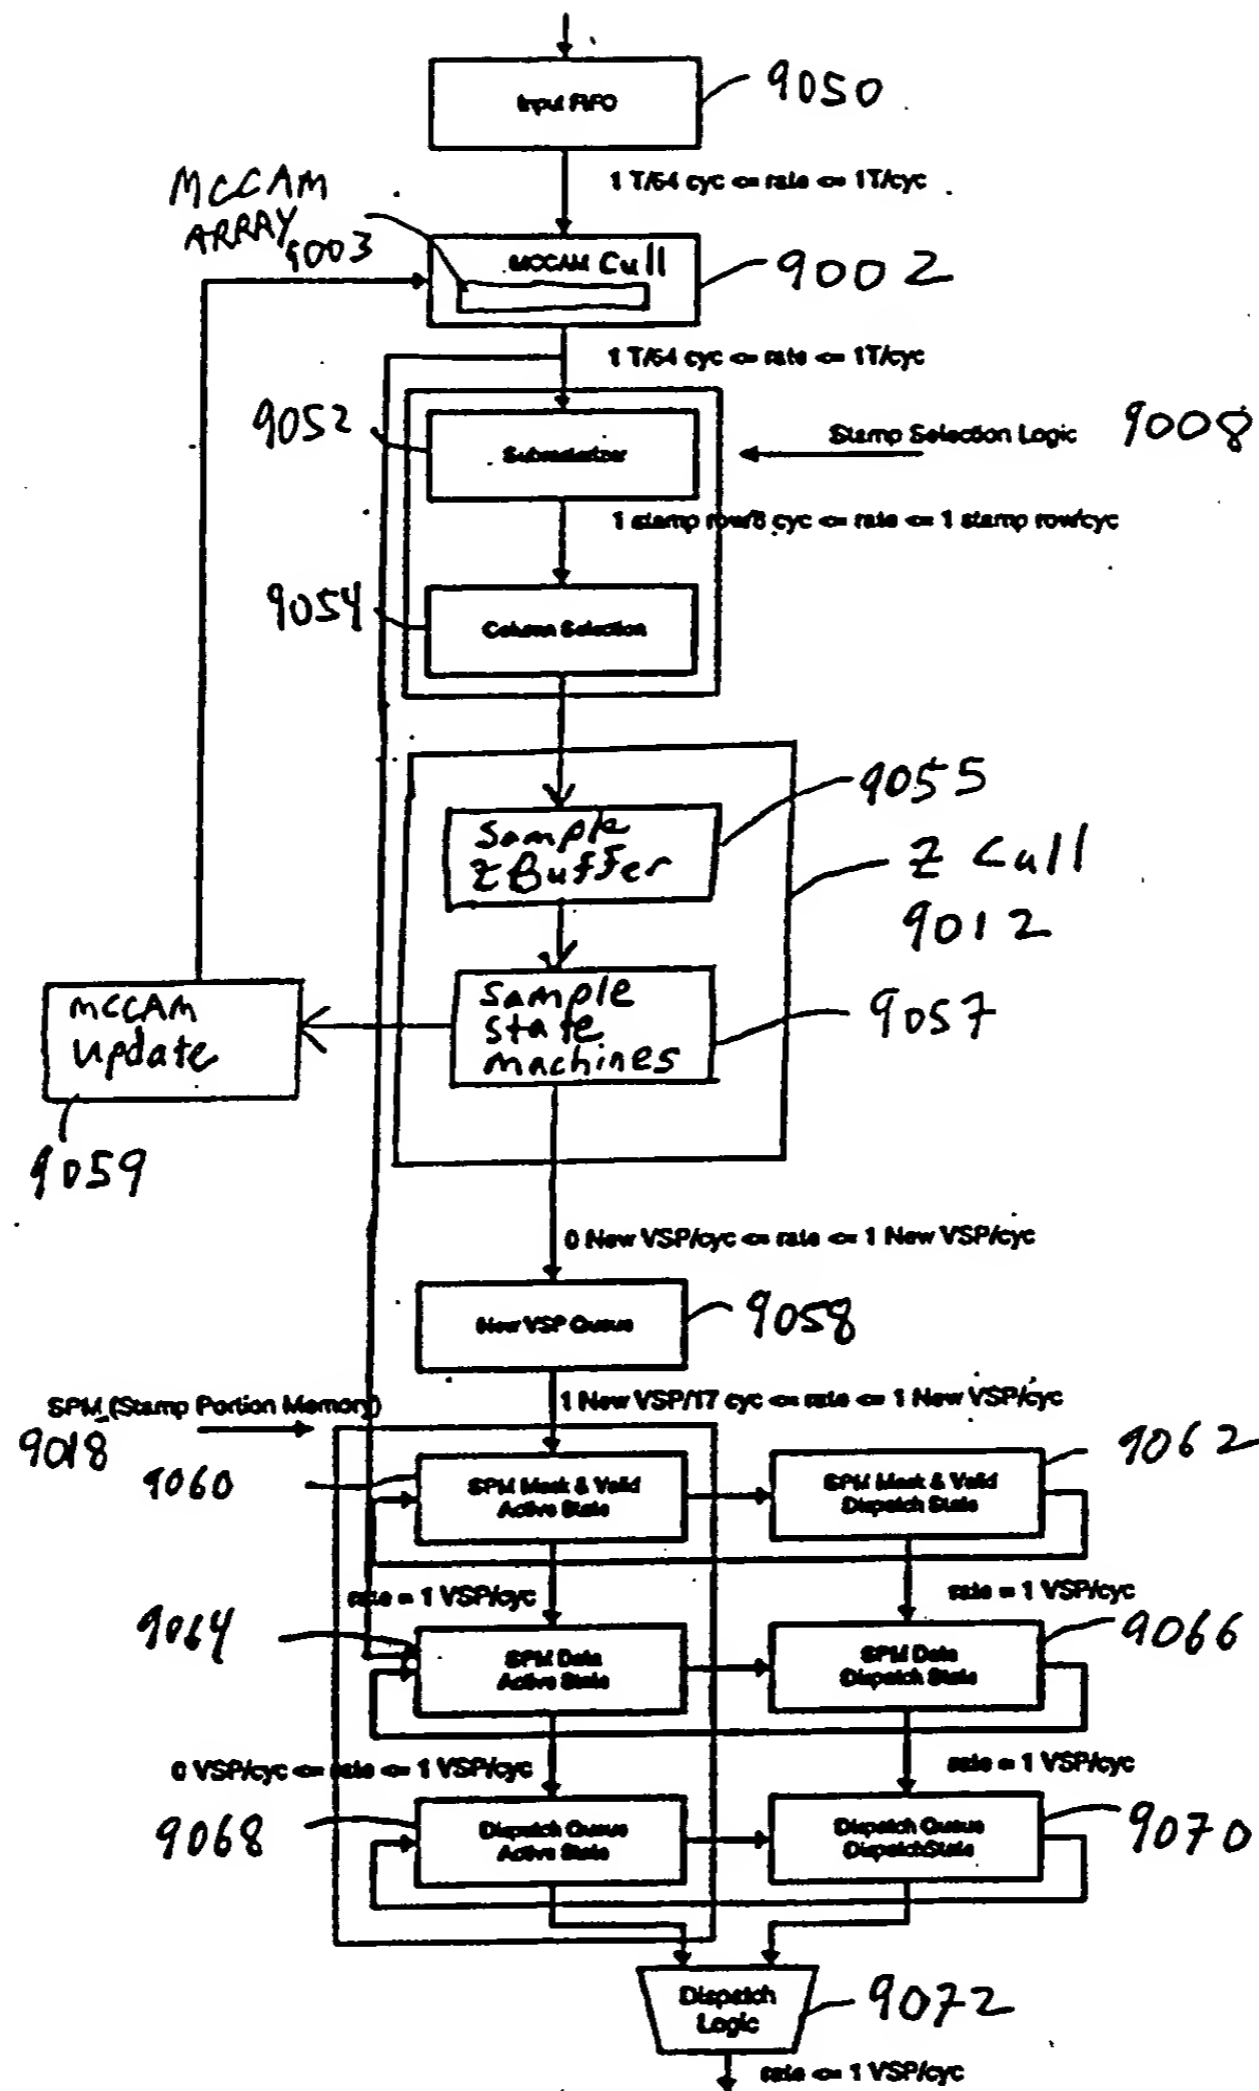 Input FIFO
9050
1 T/64 cyc <= rate <= 1T/cyc
MCCAM
ARRAY
9003
MCCAM Cull
9002
1 T/64 cyc <= rate <= 1T/cyc
9052
Subrasterizer
Stamp Selection Logic
9008
1 stamp row/8 cyc <= rate <= 1 stamp row/cyc
9054
Column Selection
9055
Sample
Z Buffer
Z Cull
9012
Sample
State
Machines
9057
MCCAM
Update
9059
0 New VSP/cyc <= rate <= 1 New VSP/cyc
New VSP Queue
9058
SPM (Stamp Portion Memory)
1 New VSP/17 cyc <= rate <= 1 New VSP/cyc
9018
9060
SPM Mask & Valid
Active State
SPM Mask & Valid
Dispatch State
9062
rate = 1 VSP/cyc
rate = 1 VSP/cyc
9064
SPM Data
Active State
SPM Data
Dispatch State
9066
0 VSP/cyc <= rate <= 1 VSP/cyc
rate = 1 VSP/cyc
9068
Dispatch Queue
Active State
Dispatch Queue
DispatchState
9070
Dispatch
Logic
9072
rate <= 1 VSP/cyc